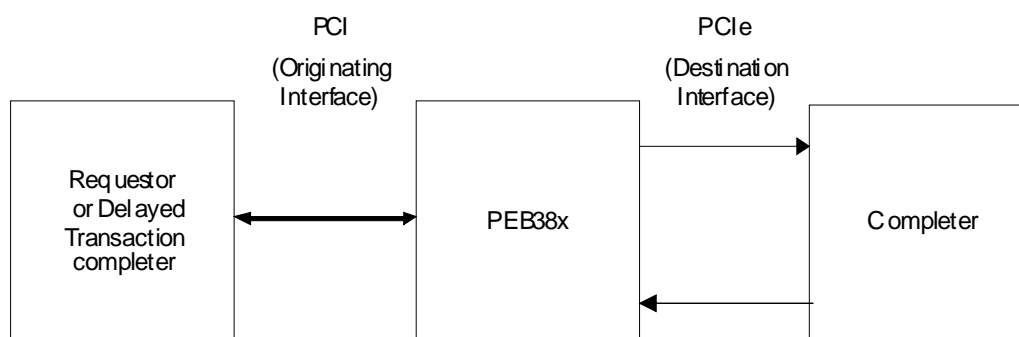 PCI
(Originating
Interface)
PCIe
(Destination
Interface)
Requestor
or Delayed
Transaction
completer
PEB38x
Completer